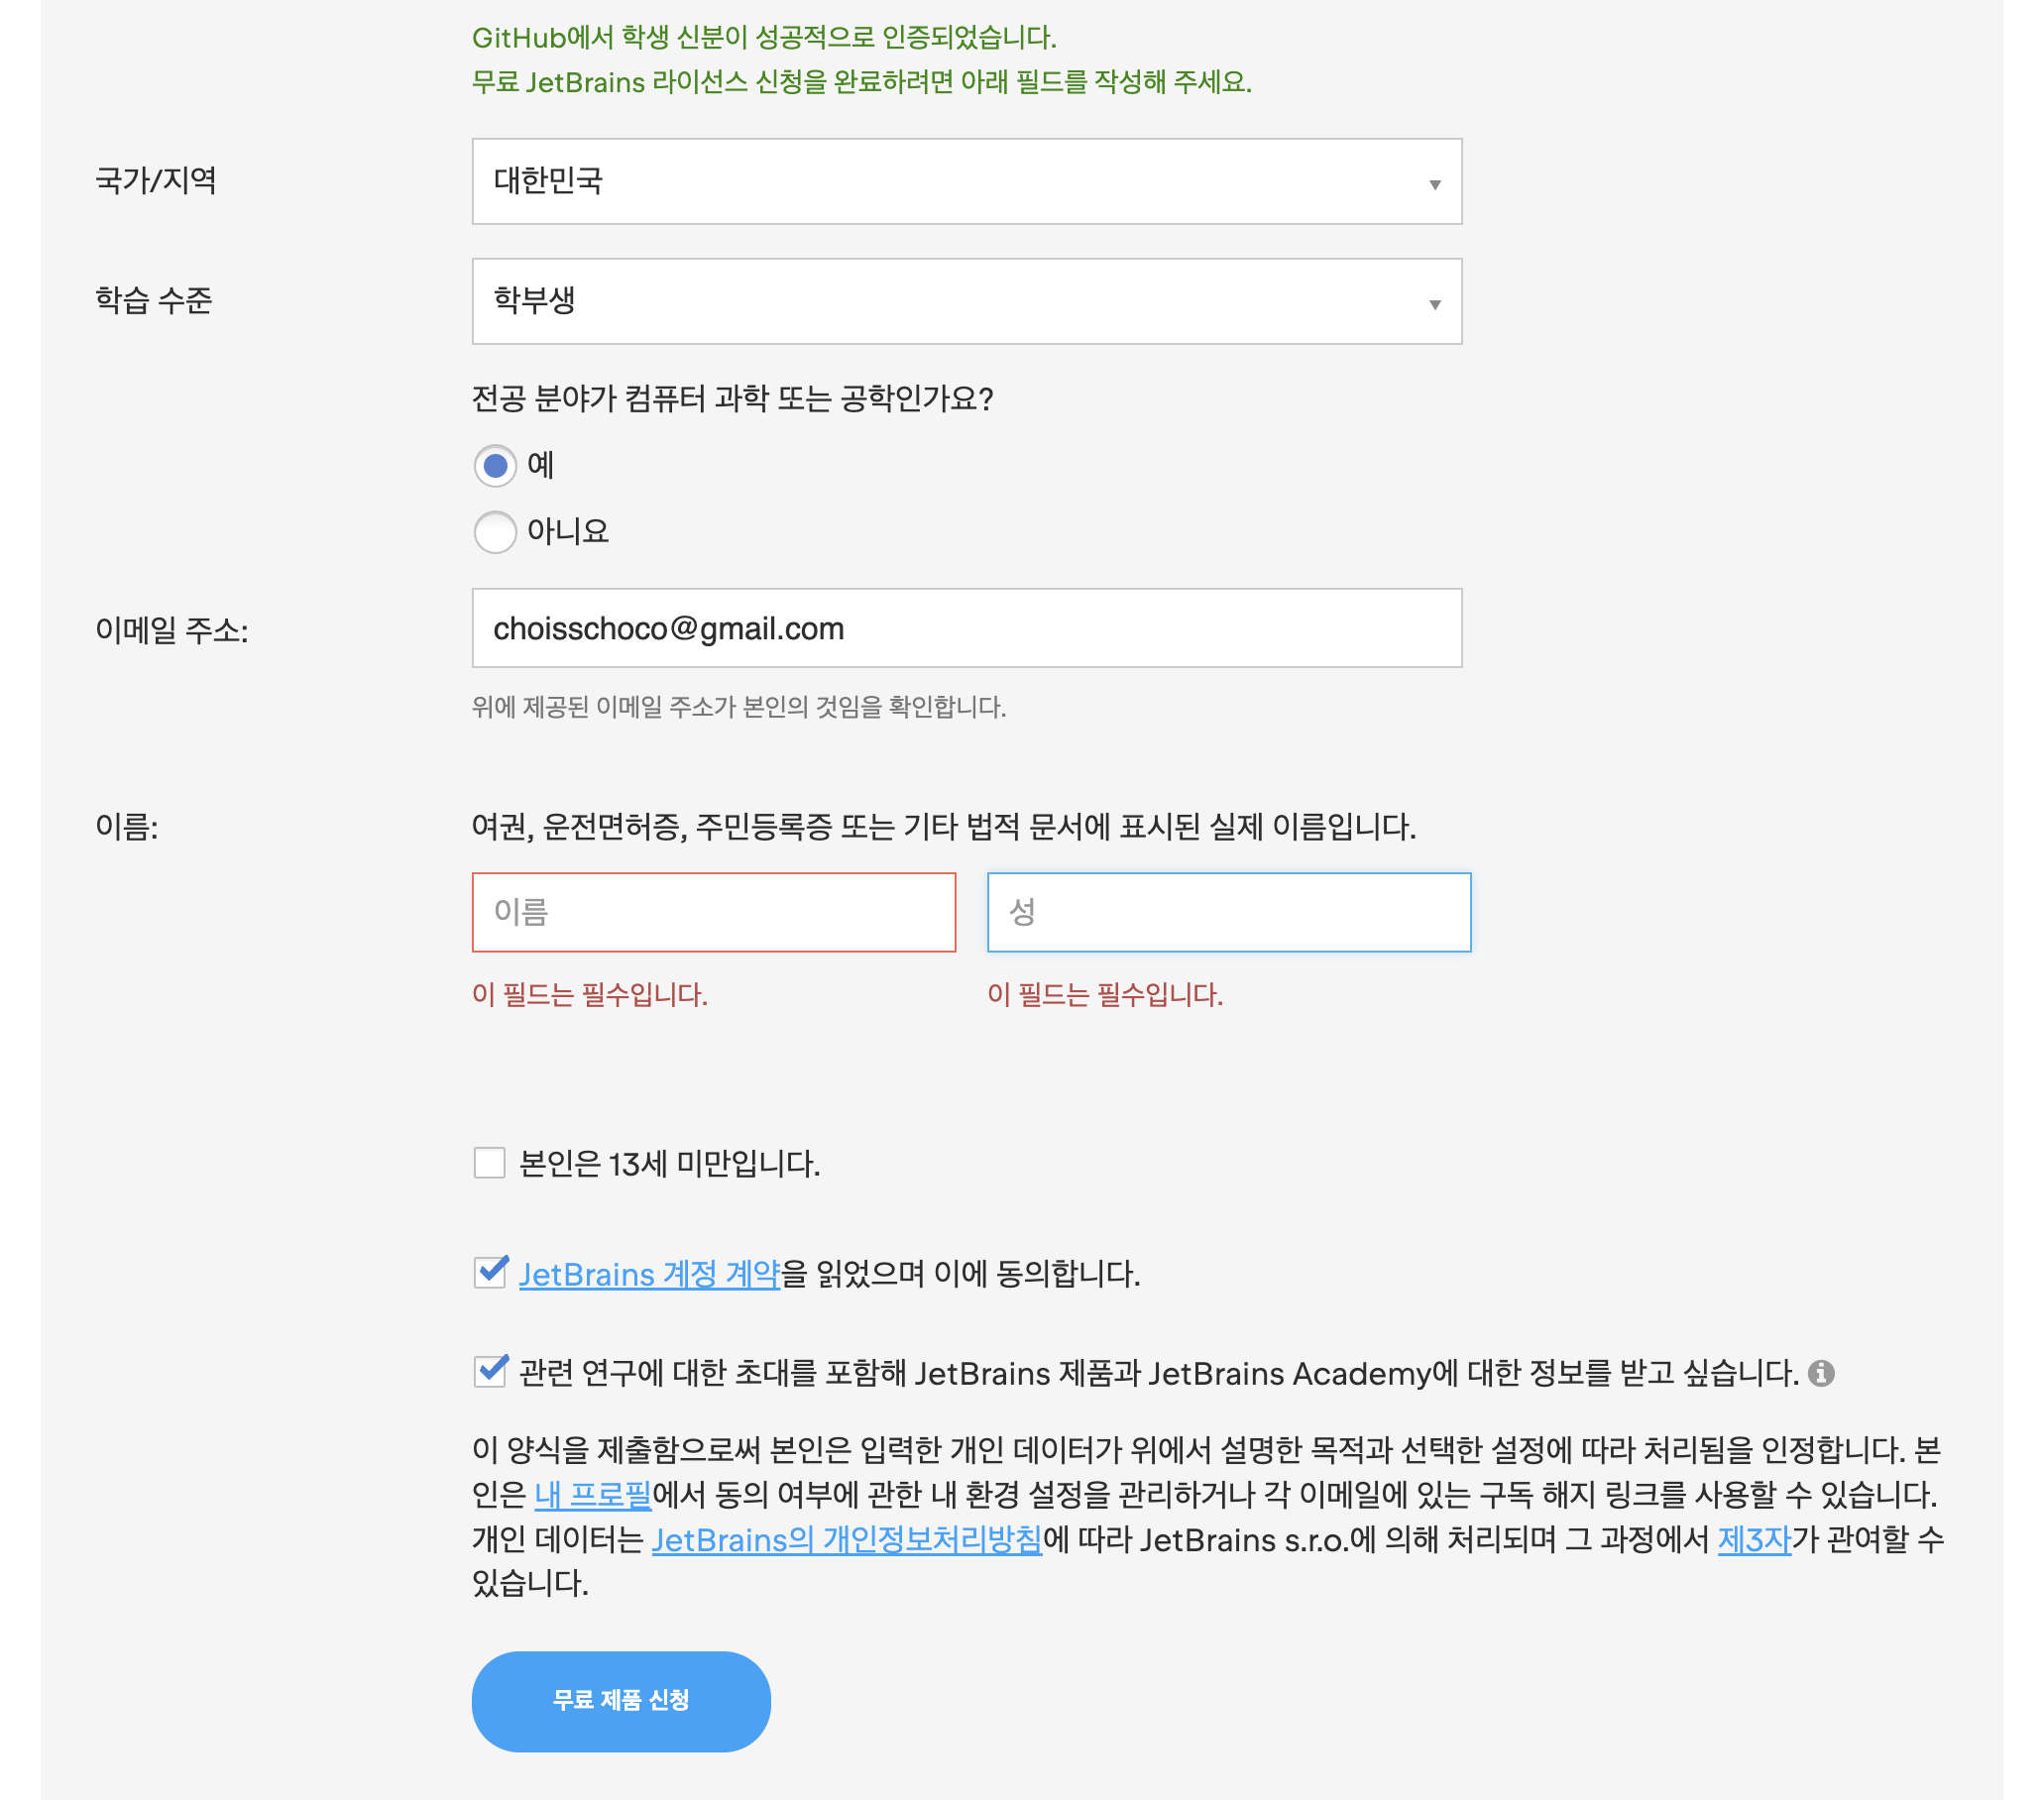 GitHub에서 학생 신분이 성공적으로 인증되었습니다.
무료 JetBrains 라이선스 신청을 완료하려면 아래 필드를 작성해 주세요.
국가/지역
대한민국
학습 수준
학부생
전공 분야가 컴퓨터 과학 또는 공학인가요?
예
아니요
이메일 주소:
choisschoco@gmail.com
위에 제공된 이메일 주소가 본인의 것임을 확인합니다.
이름:
여권, 운전면허증, 주민등록증 또는 기타 법적 문서에 표시된 실제 이름입니다.
이름
성
이 필드는 필수입니다.
이 필드는 필수입니다.
본인은 13세 미만입니다.
JetBrains 계정 계약을 읽었으며 이에 동의합니다.
관련 연구에 대한 초대를 포함해 JetBrains 제품과 JetBrains Academy에 대한 정보를 받고 싶습니다.
이 양식을 제출함으로써 본인은 입력한 개인 데이터가 위에서 설명한 목적과 선택한 설정에 따라 처리됨을 인정합니다. 본
인은 내 프로필에서 동의 여부에 관한 내 환경 설정을 관리하거나 각 이메일에 있는 구독 해지 링크를 사용할 수 있습니다.
개인 데이터는 JetBrains의 개인정보처리방침에 따라 JetBrains s.r.o.에 의해 처리되며 그 과정에서 제3자가 관여할 수
있습니다.
무료 제품 신청